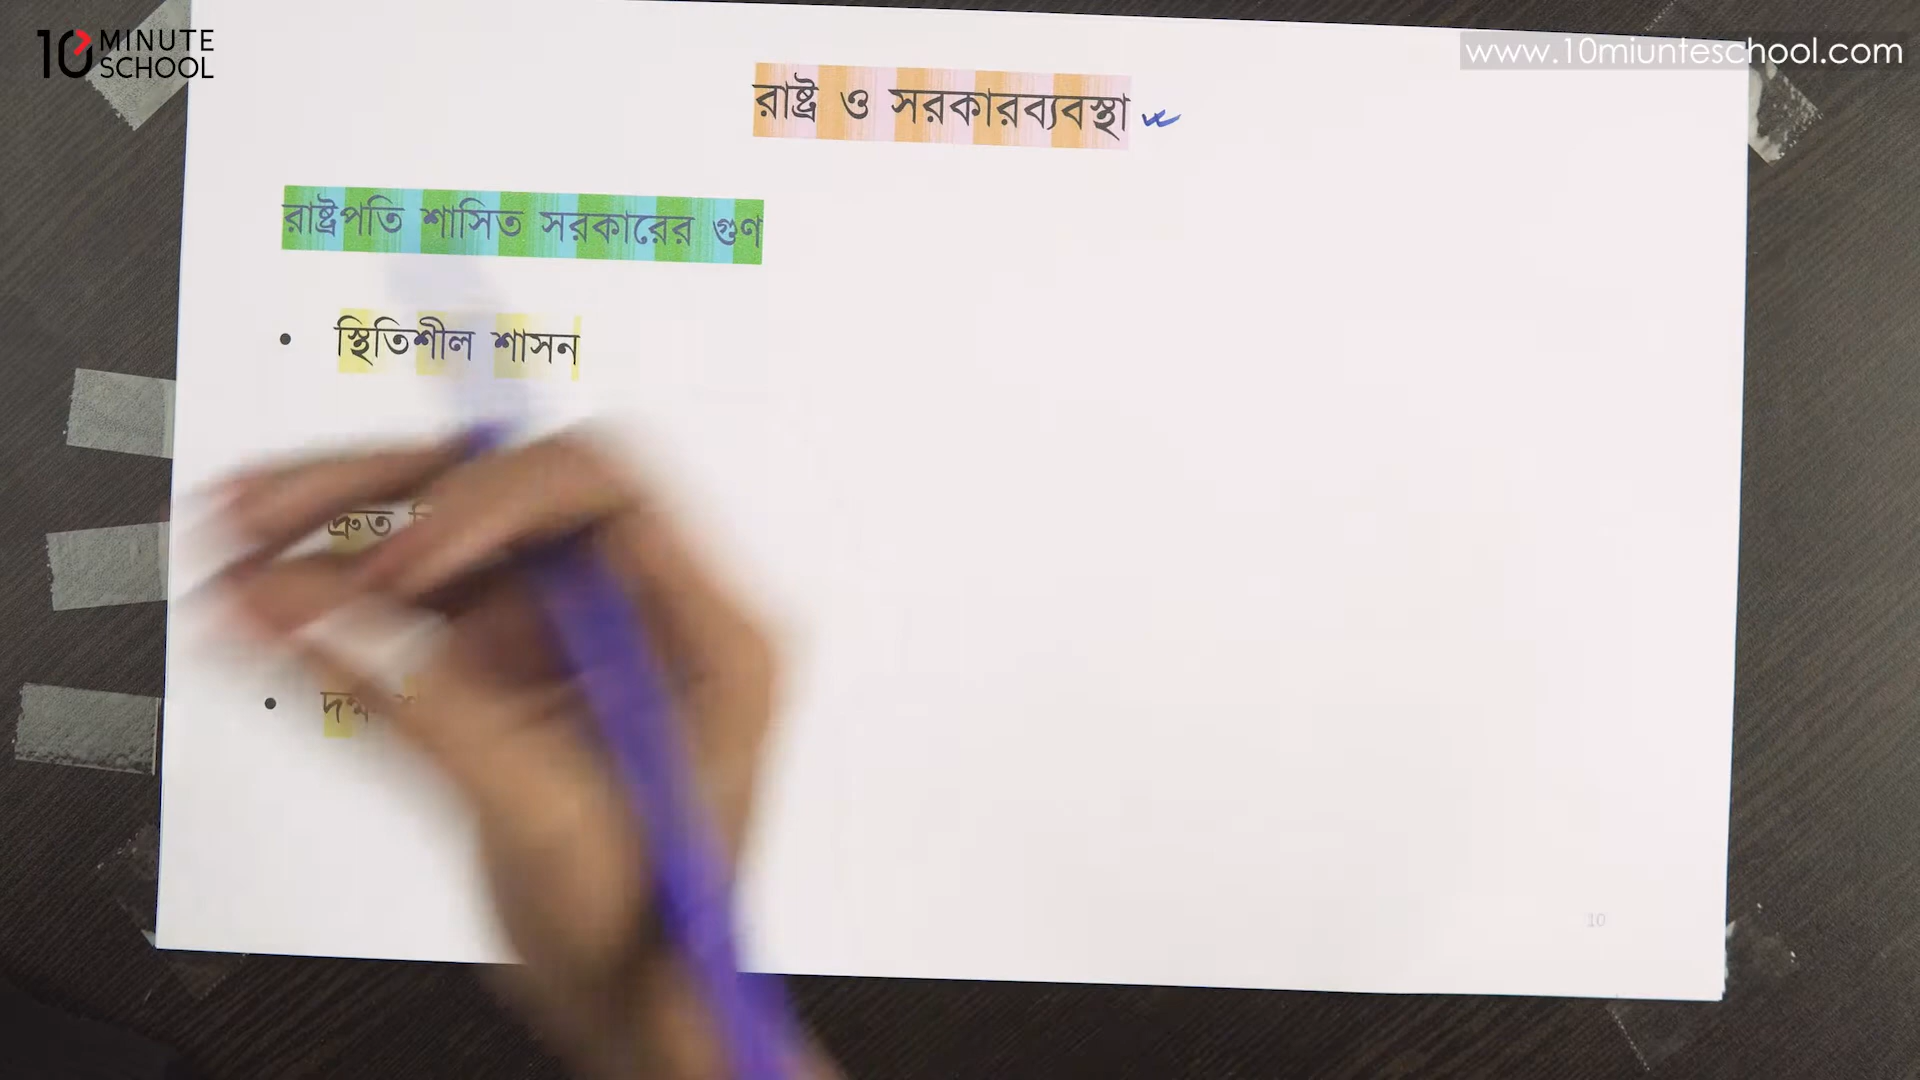 10 MINUTE SCHOOL
www.10miunteschool.com
রাষ্ট্র ও সরকারব্যবস্থা
রাষ্ট্রপতি শাসিত সরকারের গুণ
• স্থিতিশীল শাসন
দ্রুত
•
10